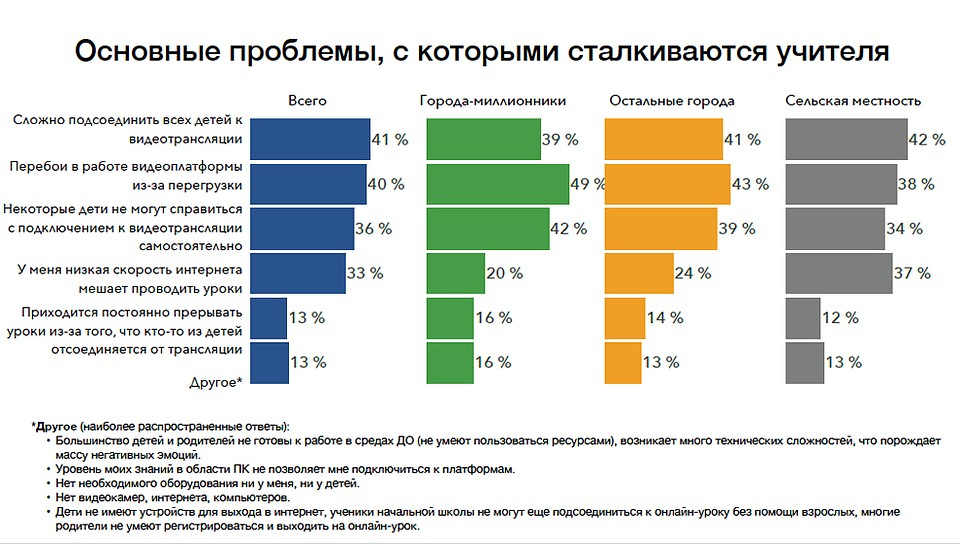 Основные проблемы, с которыми сталкиваются учителя
Всего
Города-миллионники
Остальные города
Сельская местность
Сложно подсоединить всех детей к
видеотрансляции
41 %
39 %
41 %
42 %
Перебои в работе видеоплатформы
из-за перегрузки
40 %
49 %
43 %
38 %
Некоторые дети не могут справиться
с подключением к видеотрансляции
самостоятельно
36 %
42 %
39 %
34 %
У меня низкая скорость интернета
мешает проводить уроки
33 %
20 %
24 %
37 %
Приходится постоянно прерывать
уроки из-за того, что кто-то из детей
отсоединяется от трансляции
13 %
16 %
14 %
12 %
Другое*
13 %
16 %
13 %
13 %
*Другое (наиболее распространенные ответы):
• Большинство детей и родителей не готовы к работе в средах ДО (не умеют пользоваться ресурсами), возникает много технических сложностей, что порождает
массу негативных эмоций.
• Уровень моих знаний в области ПК не позволяет мне подключиться к платформам.
• Нет необходимого оборудования ни у меня, ни у детей.
• Нет видеокамер, интернета, компьютеров.
• Дети не имеют устройств для выхода в интернет, ученики начальной школы не могут еще подсоединиться к онлайн-уроку без помощи взрослых, многие
родители не умеют регистрироваться и выходить на онлайн-урок.